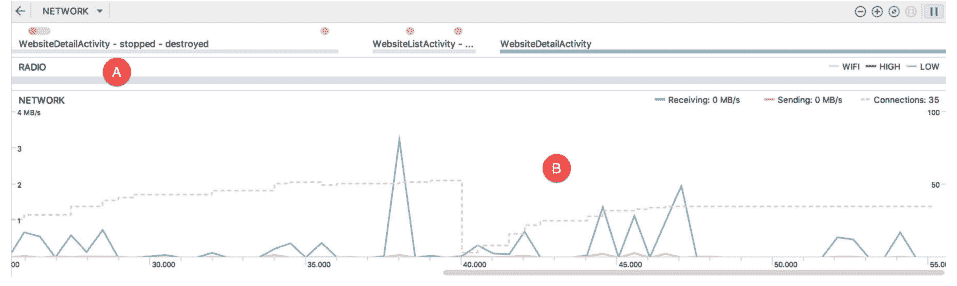 NETWORK
WebsiteDetailActivity - stopped - destroyed
WebsiteListActivity - ...
WebsiteDetailActivity
RADIO
A
WIFI HIGH LOW
NETWORK
Receiving: 0 MB/s Sending: 0 MB/s Connections: 35
4 MB/s
100
3
B
2
50
1
00
30.000
35.000
40.000
45.000
50.000
55.0